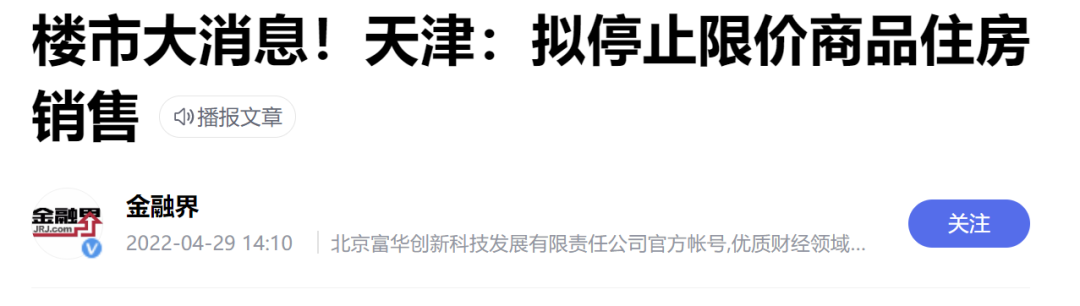 楼市大消息！天津：拟停止限价商品住房
销售 播报文章
金融界
JRJ.com
金融界
2022-04-29 14:10 北京富华创新科技发展有限责任公司官方帐号,优质财经领域...
关注